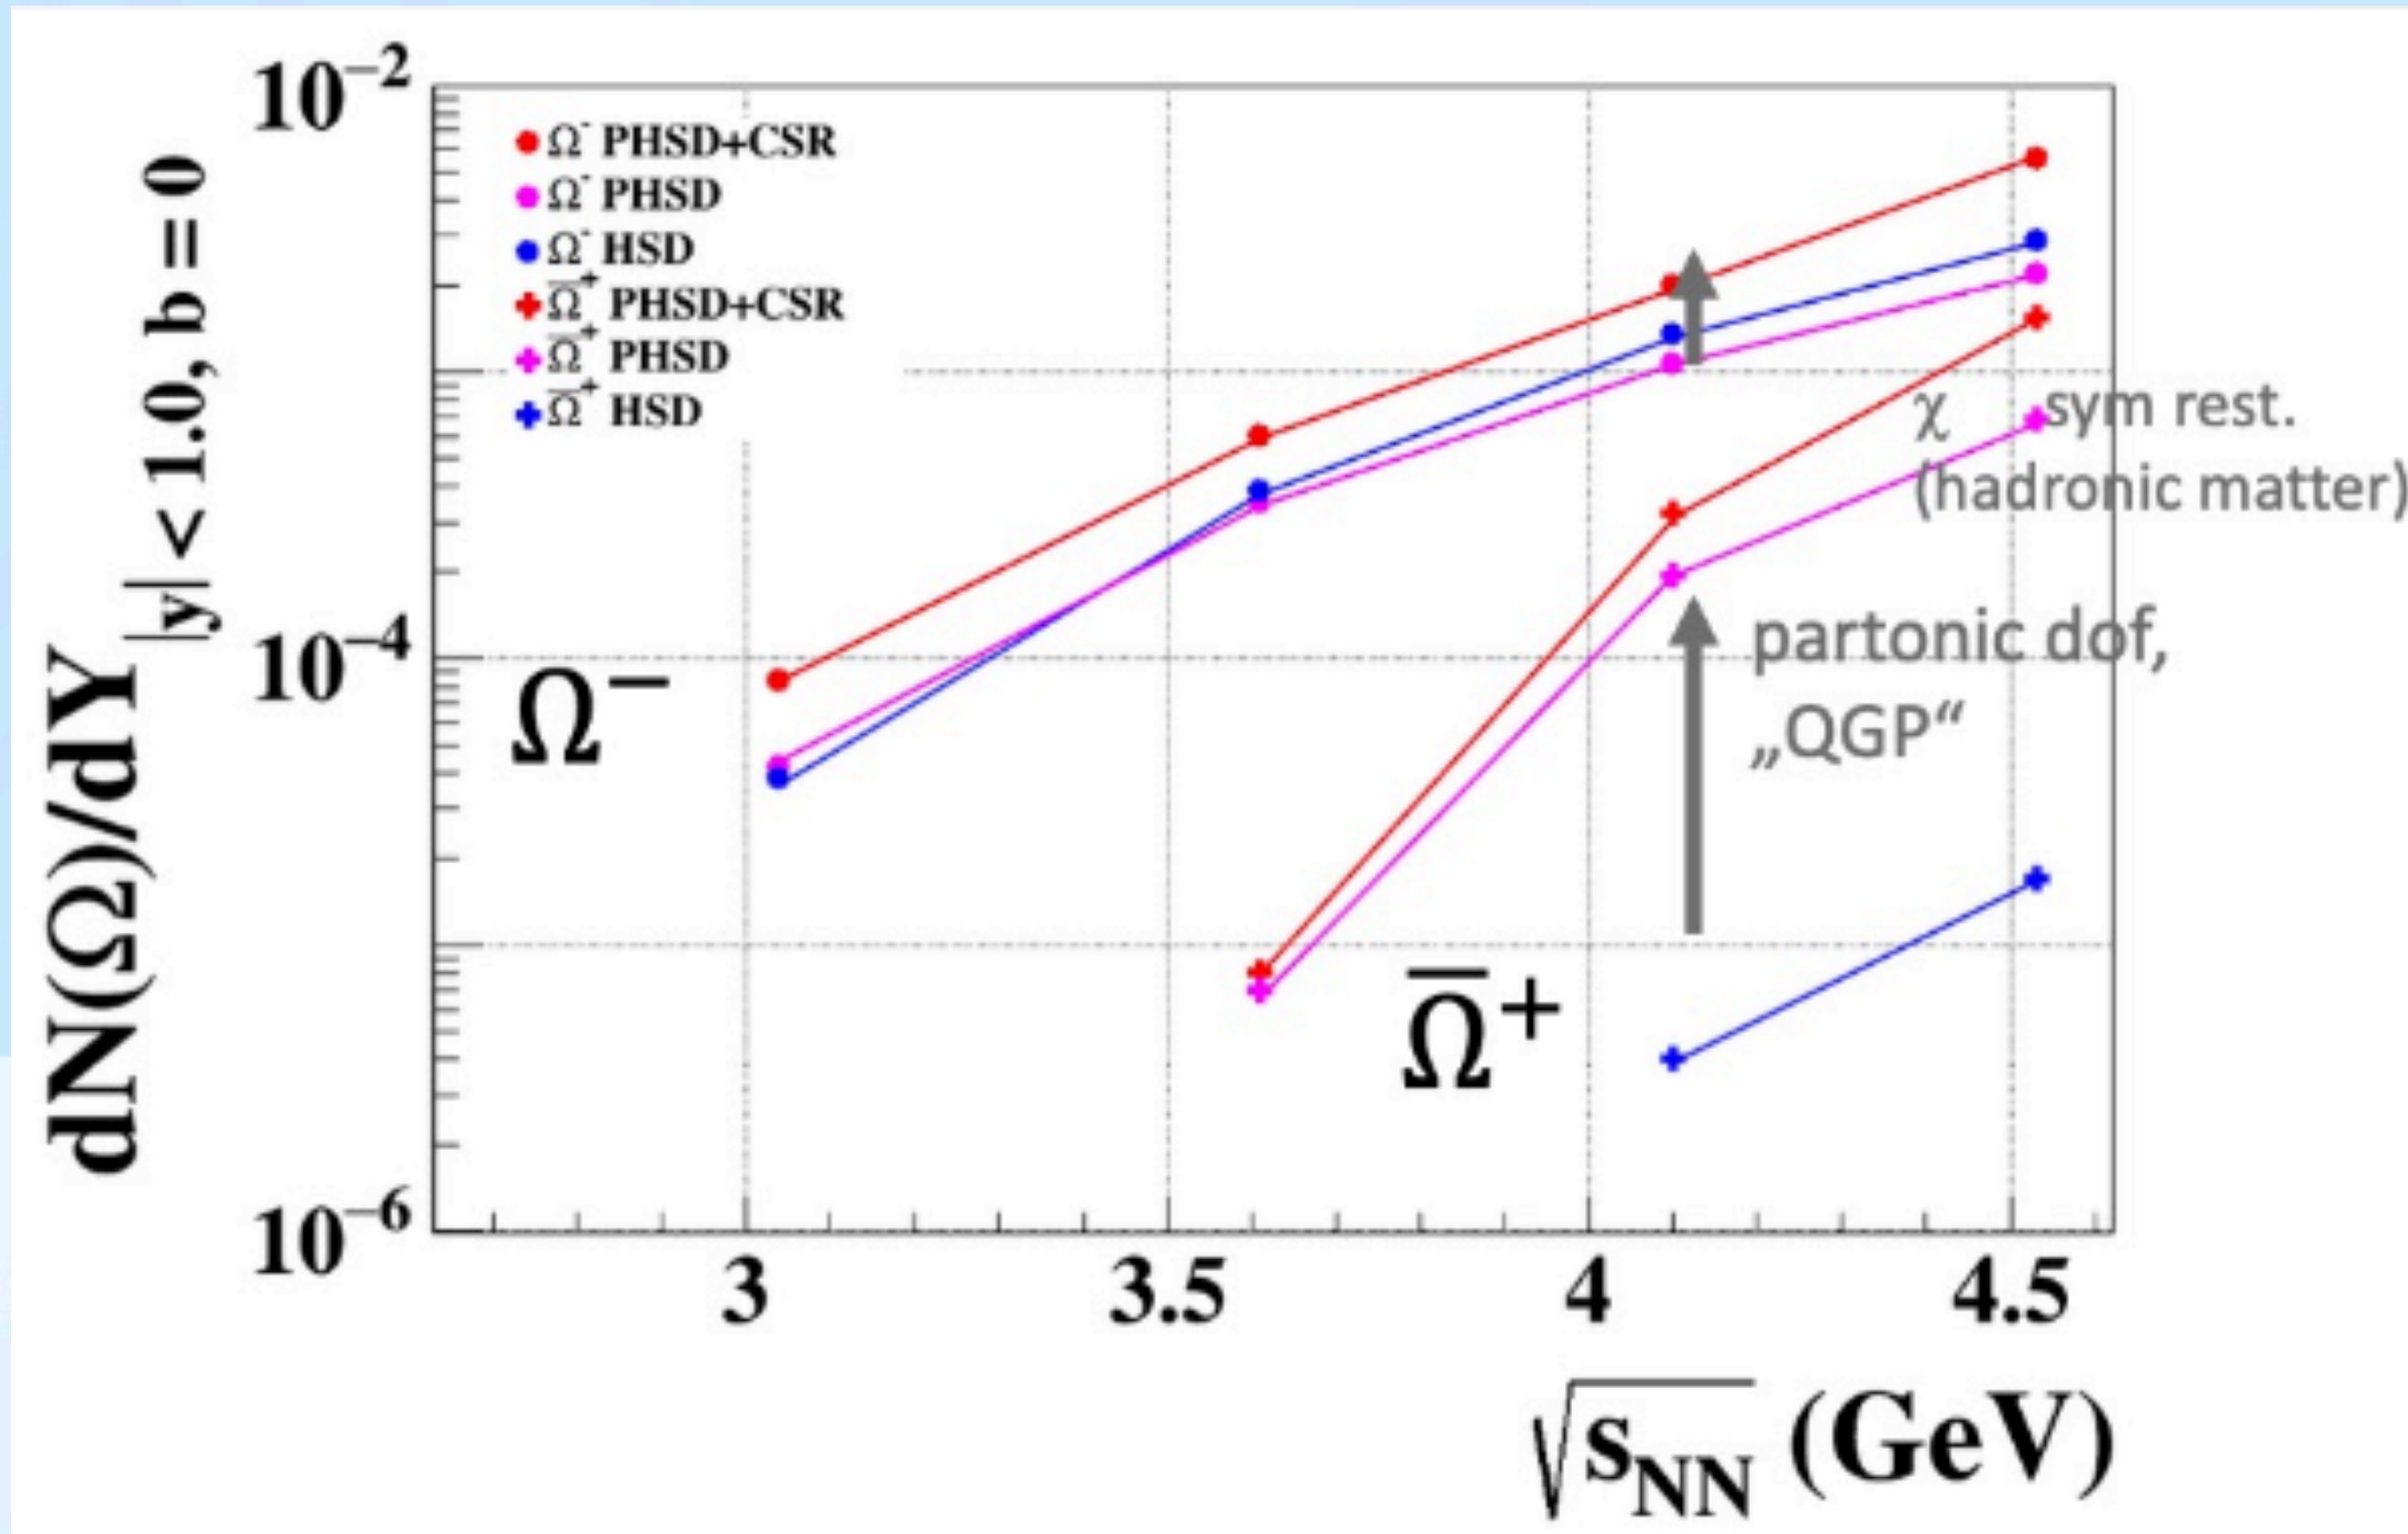 10⁻²
Ω⁻ PHSD+CSR
Ω⁻ PHSD
Ω⁻ HSD
Ω̅⁺ PHSD+CSR
Ω̅⁺ PHSD
Ω̅⁺ HSD
dN(Ω)/dY |y| < 1.0, b = 0
χ sym rest.
(hadronic matter)
10⁻⁴
Ω⁻
partonic dof,
„QGP“
Ω̅⁺
10⁻⁶
3 3.5 4 4.5
√sNN (GeV)